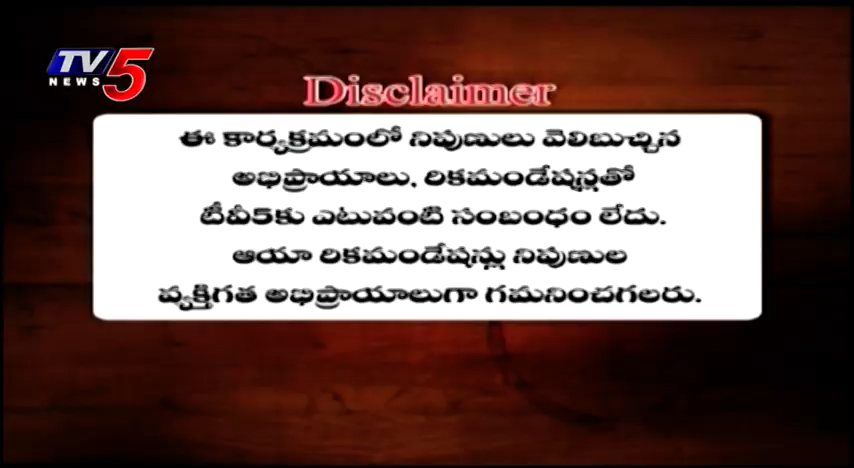 TV5
NEWS
Disclaimer
ఈ కార్యక్రమంలో నిపుణులు వెలిబుచ్చిన
అభిప్రాయాలు, రికమండేషన్లతో
టీవీ5కు ఎటువంటి సంబంధం లేదు.
ఆయా రికమండేషన్లు నిపుణుల
వ్యక్తిగత అభిప్రాయాలుగా గమనించగలరు.